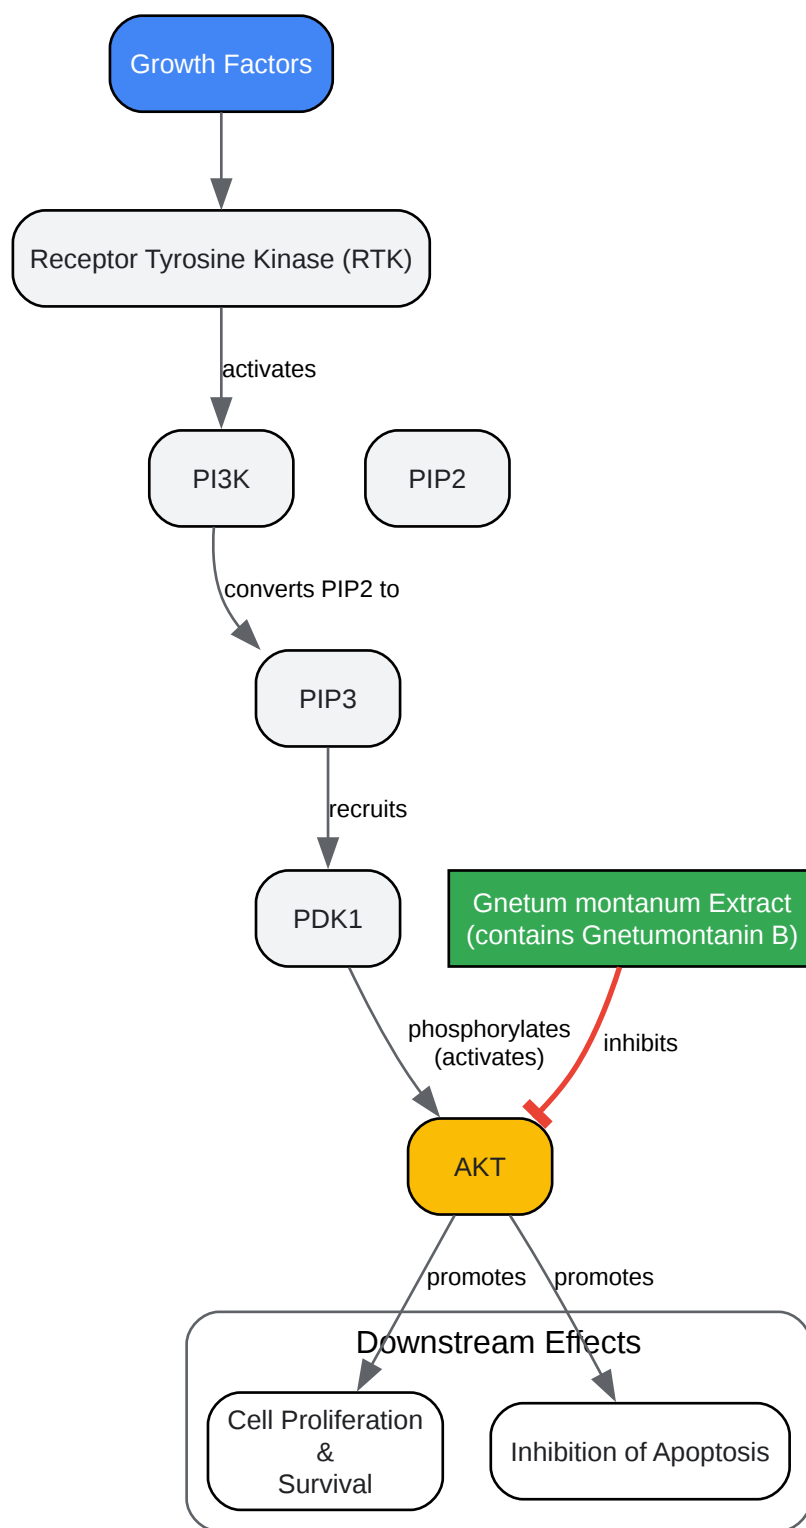 Growth Factors
Receptor Tyrosine Kinase (RTK)
activates
PI3K
PIP2
converts PIP2 to
PIP3
recruits
PDK1
Gnetum montanum Extract
(contains Gnetumontanin B)
phosphorylates
(activates)
inhibits
AKT
promotes
promotes
Downstream Effects
Cell Proliferation
&
Survival
Inhibition of Apoptosis